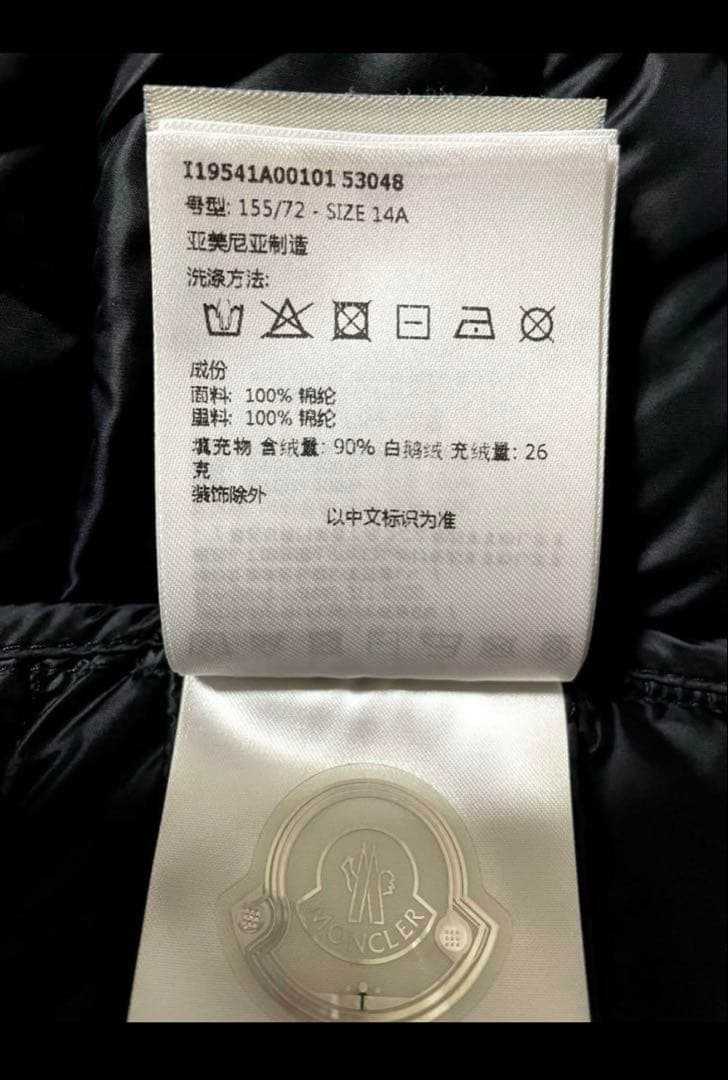 I19541A00101 53048
号型: 155/72 - SIZE 14A
亚美尼亚制造
洗涤方法:
成份
面料: 100% 锦纶
里料: 100% 锦纶
填充物 含绒量: 90% 白鹅绒 充绒量: 26
克
装饰除外
以中文标识为准
MONCLER